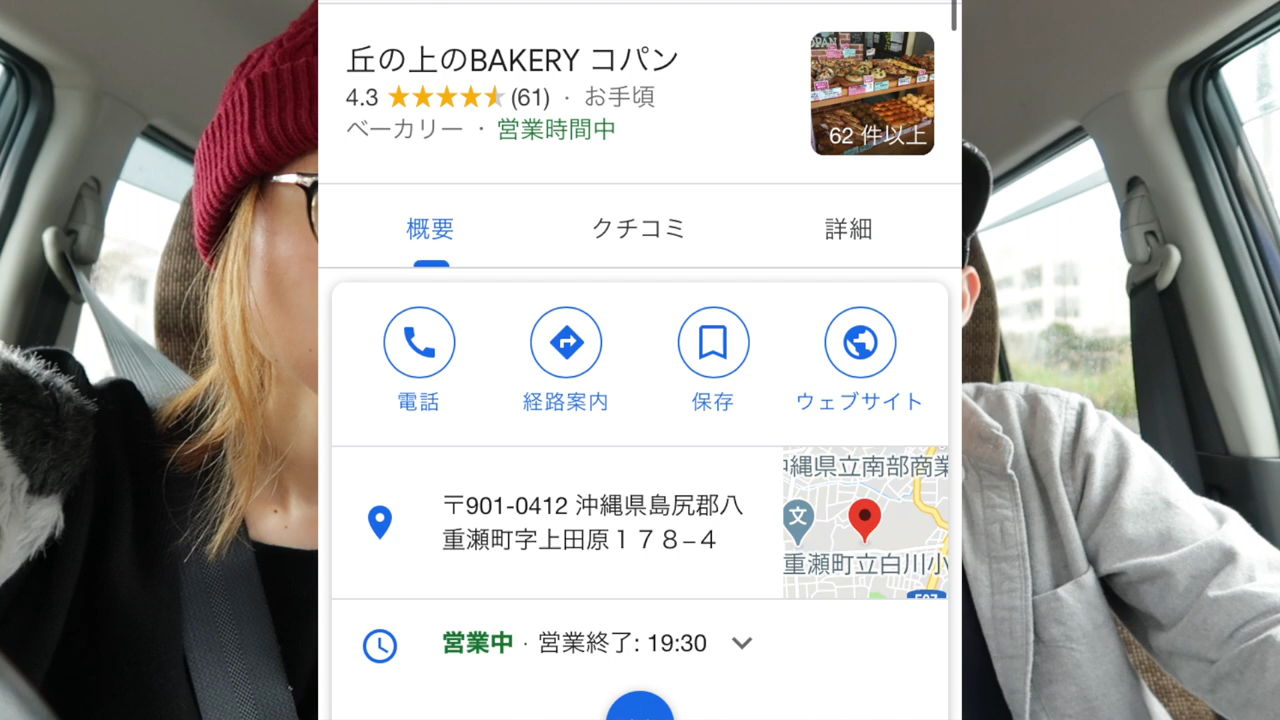 丘の上のBAKERY コパン
4.3 ★★★★★ (61) · お手頃
ベーカリー · 営業時間中
62 件以上
概要 クチコミ 詳細
電話 経路案内 保存 ウェブサイト
〒901-0412 沖縄県島尻郡八
重瀬町字上田原１７８−４
縄県立南部商業
文
重瀬町立白川小
営業中 · 営業終了: 19:30